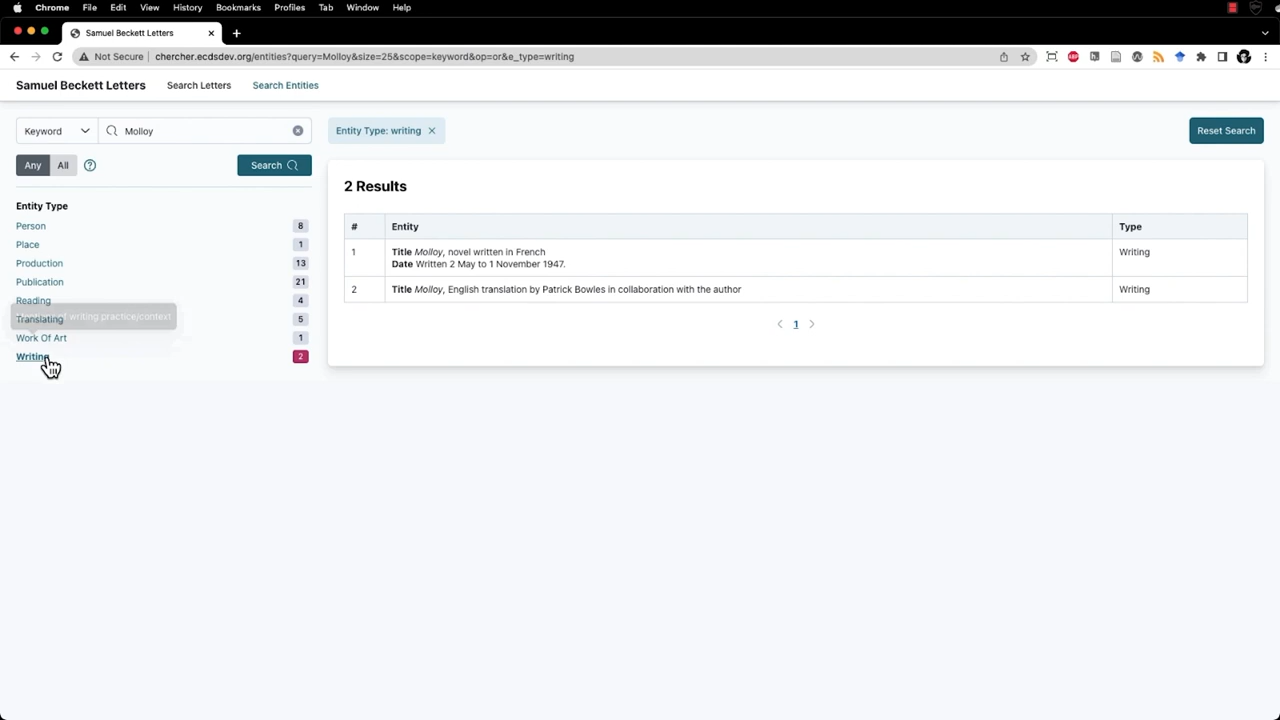 Chrome File Edit View History Bookmarks Profiles Tab Window Help
Samuel Beckett Letters
Not Secure chercher.ecdsdev.org/entities?query=Molloy&size=25&scope=keyword&op=or&e_type=writing
Samuel Beckett Letters Search Letters Search Entities
Keyword Molloy
Entity Type: writing
Reset Search
Any All
Search
2 Results
Entity Type
Person 8
Place 1
Production 13
Publication 21
Reading 4
Translating 5
of writing practice/context
Work Of Art 1
Writing 2
# Entity Type
1 Title Molloy, novel written in French Writing
Date Written 2 May to 1 November 1947.
2 Title Molloy, English translation by Patrick Bowles in collaboration with the author Writing
1